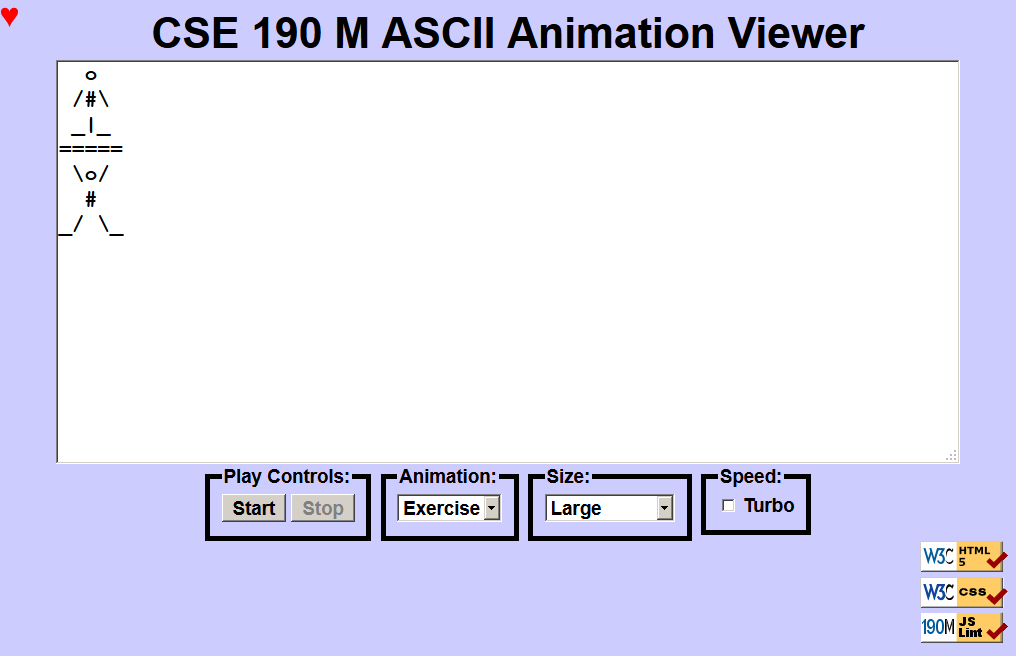 ♥
CSE 190 M ASCII Animation Viewer
  o
 /#\
 _|_
=====
 \o/
  #
_/ \_
Play Controls: Animation: Size: Speed:
Start Stop Exercise Large Turbo
W3C HTML 5
W3C CSS
190M JS Lint